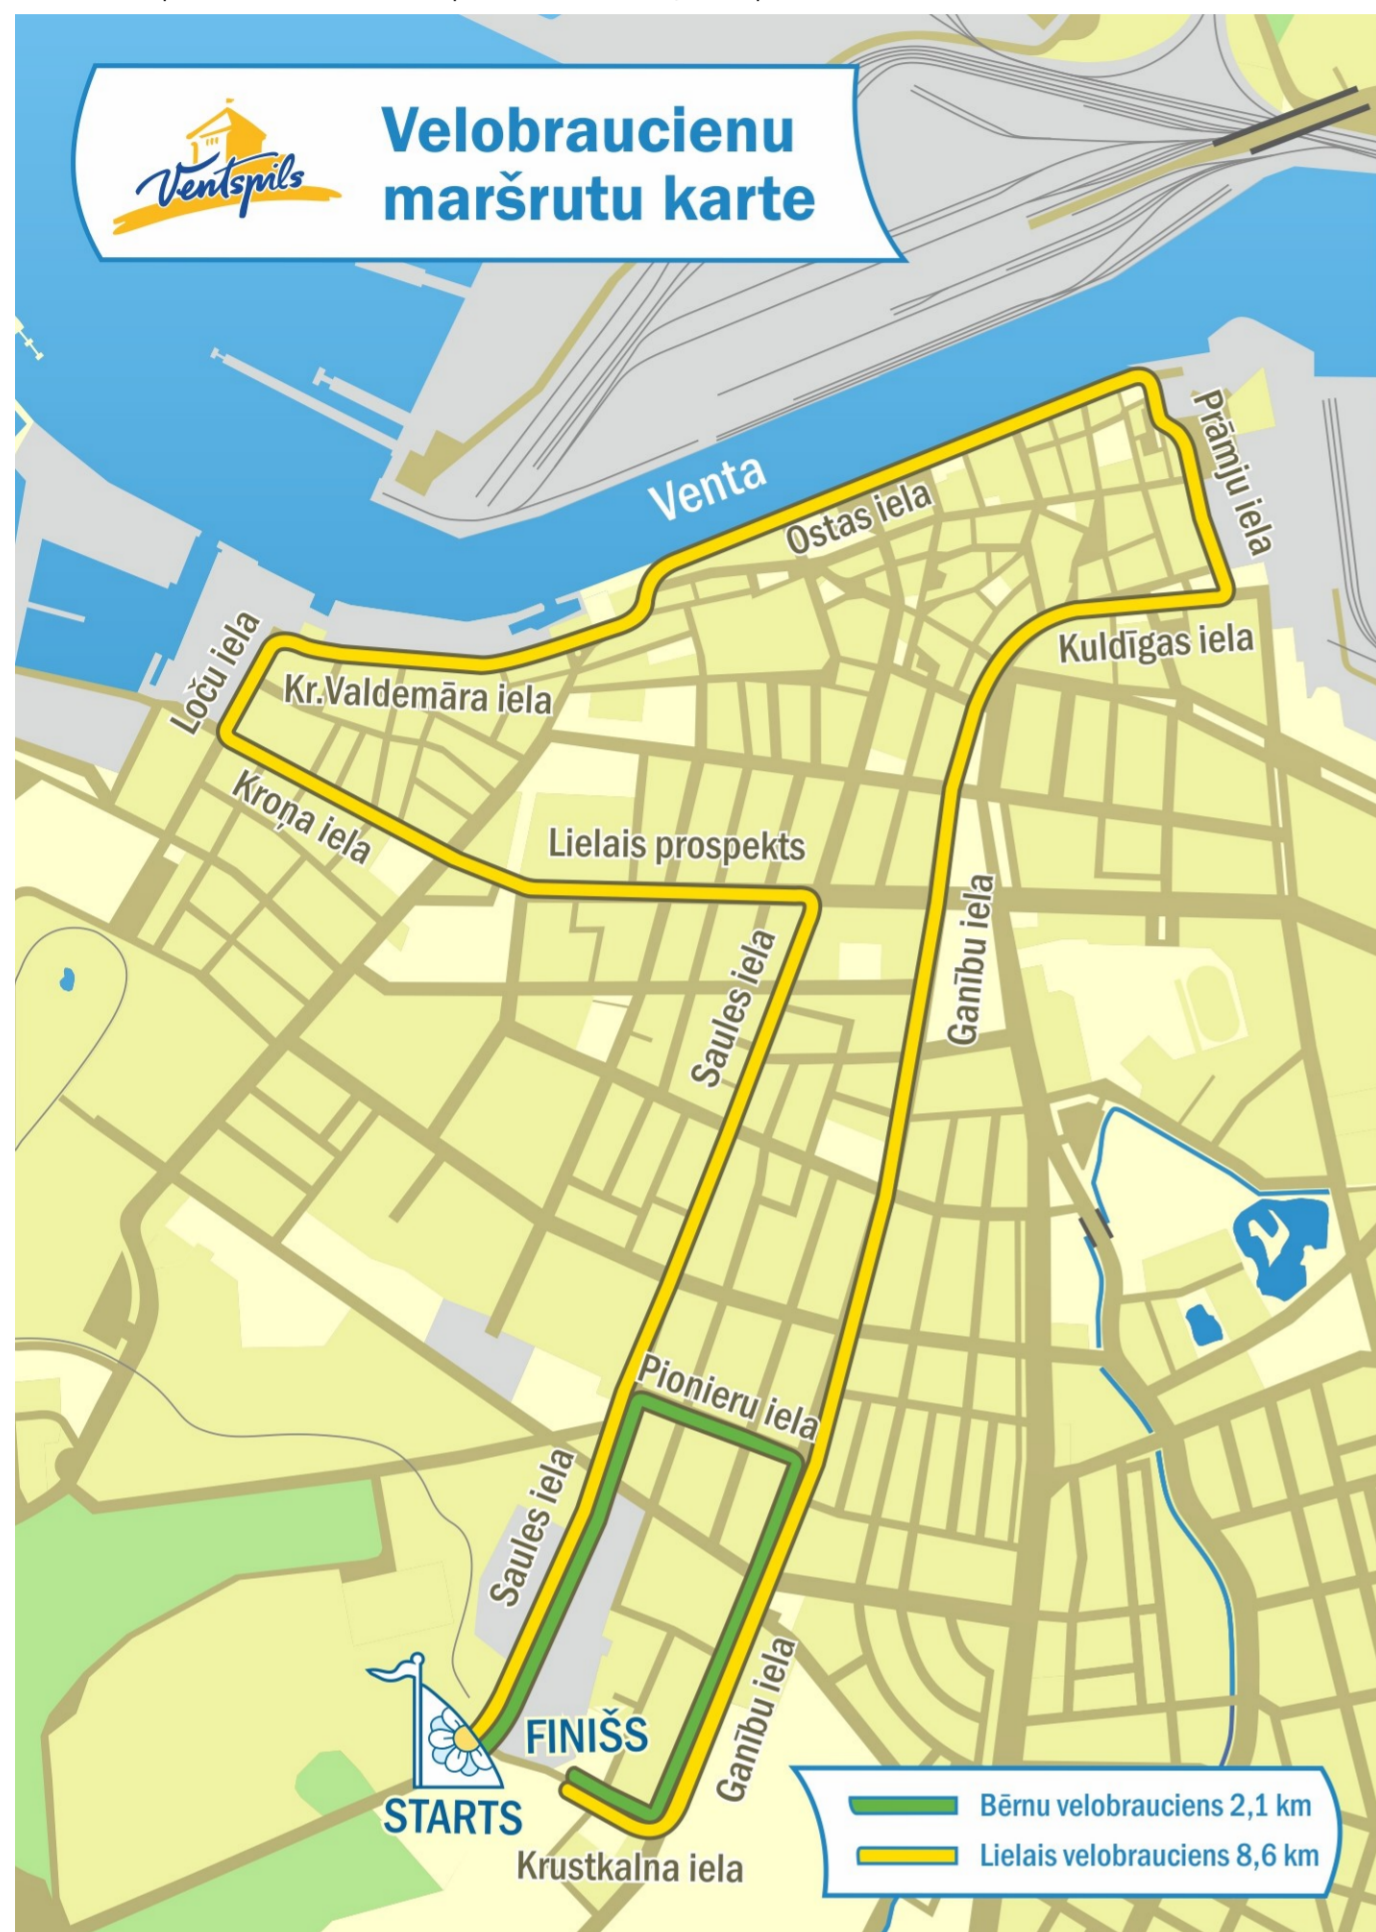 Ventspils
Velobraucienu
maršrutu karte
Prāmju iela
Venta
Ostas iela
Kuldīgas iela
Loču iela
Kr.Valdemāra iela
Kroņa iela
Lielais prospekts
Ganību iela
Saules iela
Pionieru iela
Saules iela
Ganību iela
FINIŠS
STARTS
Krustkalna iela
Bērnu velobrauciens 2,1 km
Lielais velobrauciens 8,6 km